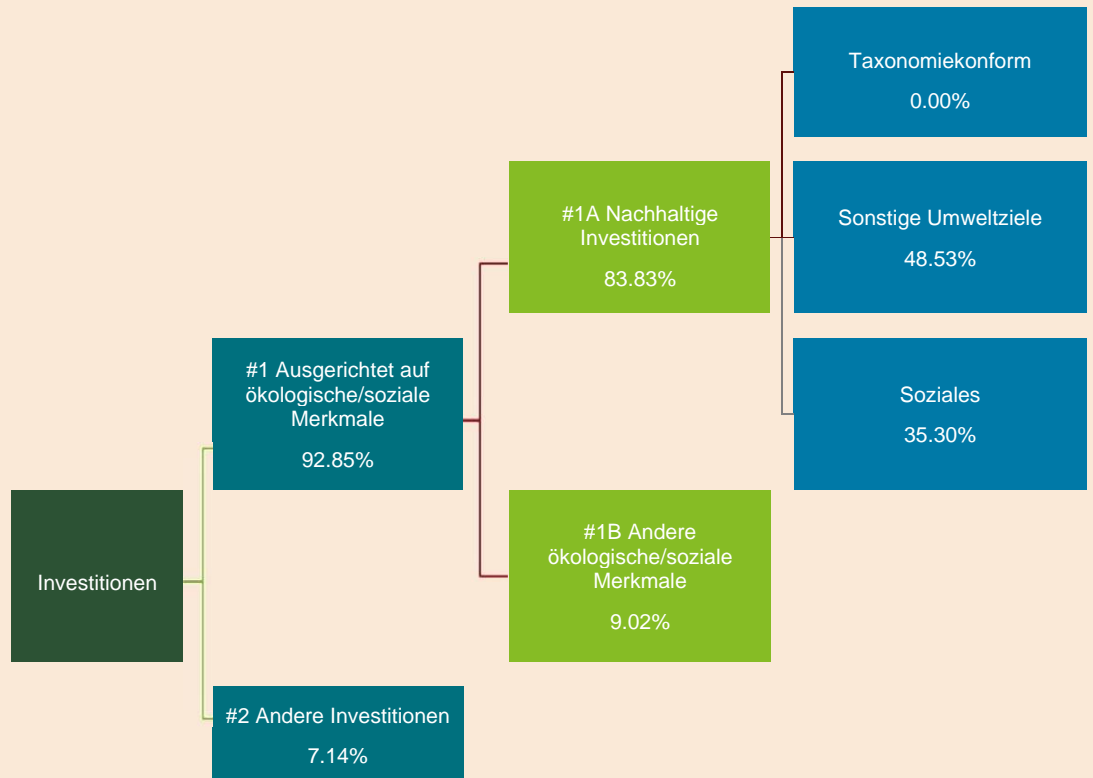 Taxonomiekonform
0.00%
#1A Nachhaltige
Investitionen
83.83%
Sonstige Umweltziele
48.53%
#1 Ausgerichtet auf
ökologische/soziale
Merkmale
92.85%
Soziales
35.30%
Investitionen
#1B Andere
ökologische/soziale
Merkmale
9.02%
#2 Andere Investitionen
7.14%